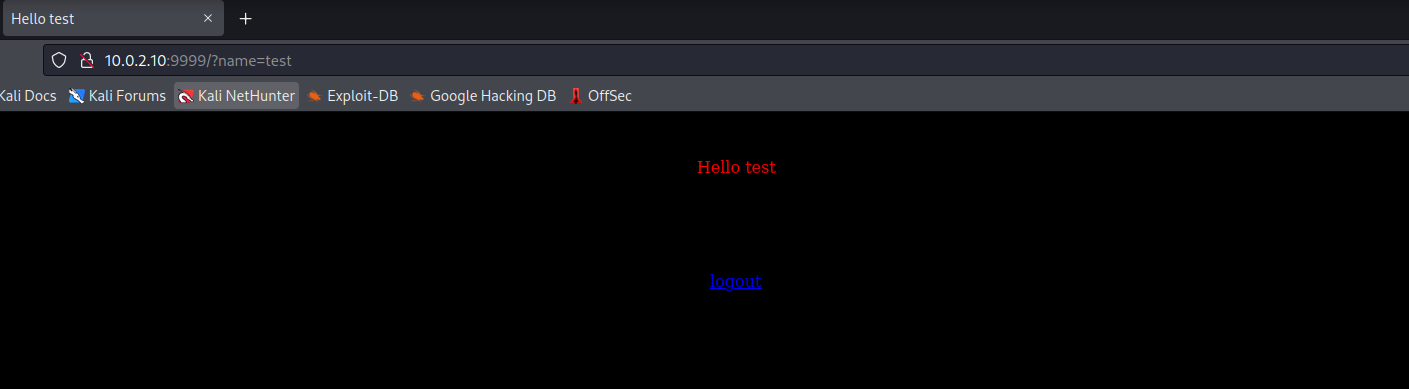 Hello test
10.0.2.10:9999/?name=test
Kali Docs Kali Forums Kali NetHunter Exploit-DB Google Hacking DB OffSec
Hello test
logout